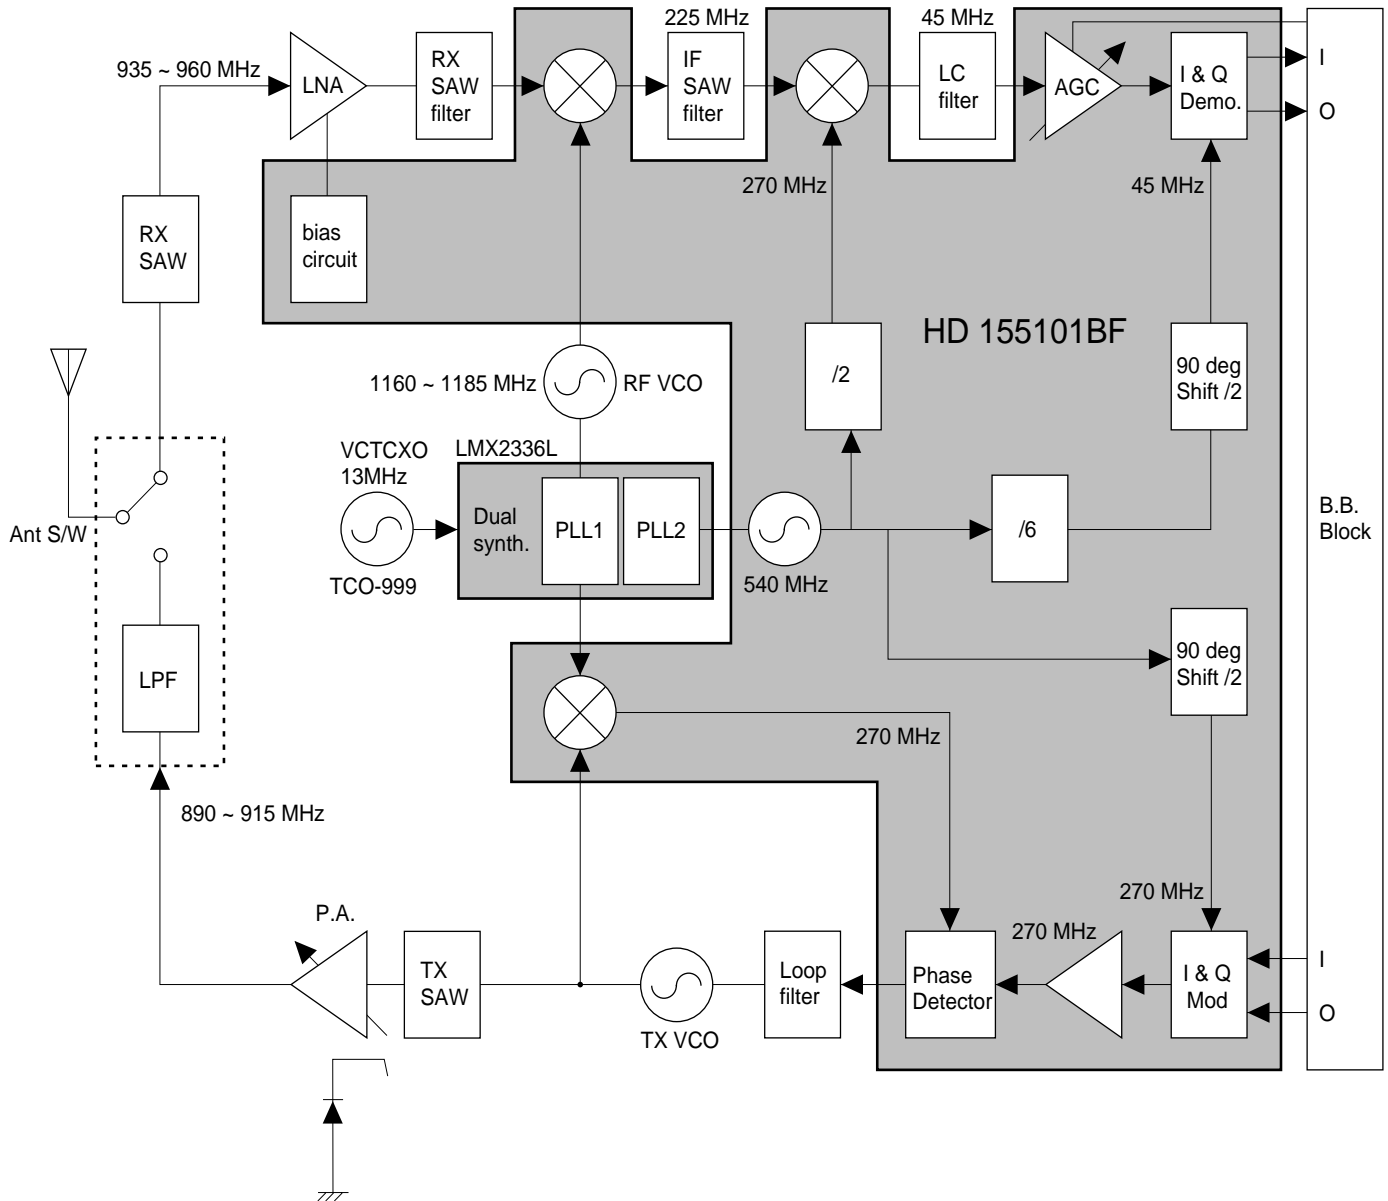 225 MHz
45 MHz
935 ~ 960 MHz
LNA
RX
SAW
filter
IF
SAW
filter
LC
filter
AGC
I & Q
Demo.
I
O
270 MHz
45 MHz
RX
SAW
bias
circuit
HD 155101BF
/2
90 deg
Shift /2
1160 ~ 1185 MHz
RF VCO
VCTCXO
13MHz
LMX2336L
Dual
synth.
PLL1
PLL2
TCO-999
540 MHz
/6
B.B.
Block
Ant S/W
LPF
90 deg
Shift /2
270 MHz
890 ~ 915 MHz
270 MHz
P.A.
270 MHz
TX
SAW
TX VCO
Loop
filter
Phase
Detector
I & Q
Mod
I
O